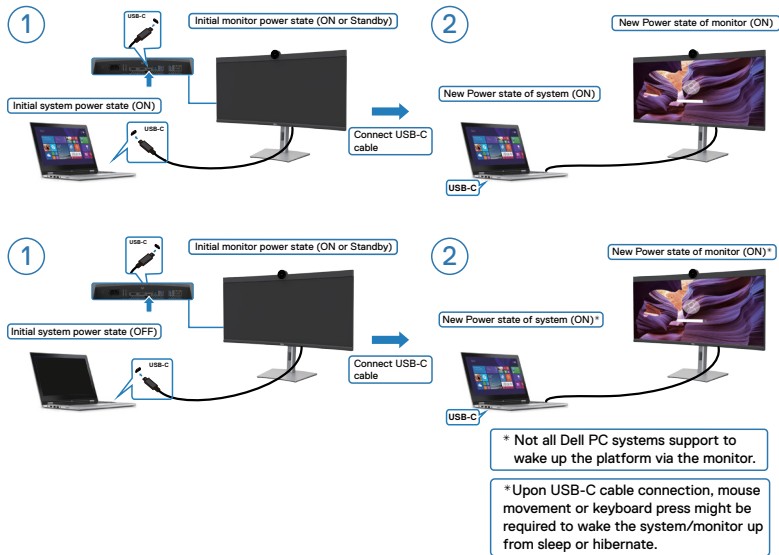 1
USB-C
Initial monitor power state (ON or Standby)
Initial system power state (ON)
USB-C
Connect USB-C
cable
2
New Power state of monitor (ON)
New Power state of system (ON)
USB-C
1
USB-C
Initial monitor power state (ON or Standby)
Initial system power state (OFF)
USB-C
Connect USB-C
cable
2
New Power state of monitor (ON)*
New Power state of system (ON)*
USB-C
* Not all Dell PC systems support to
wake up the platform via the monitor.
*Upon USB-C cable connection, mouse
movement or keyboard press might be
required to wake the system/monitor up
from sleep or hibernate.